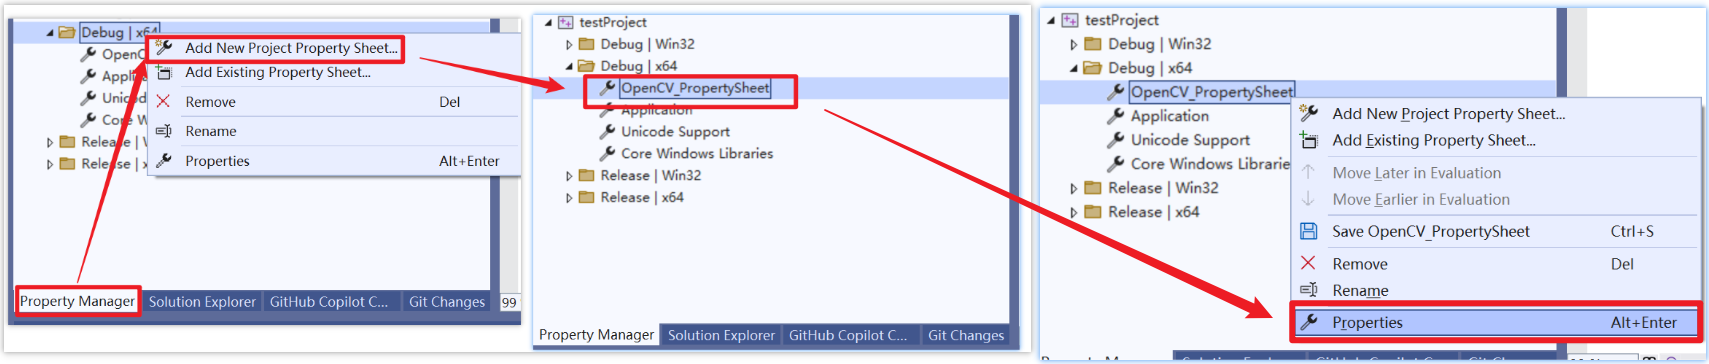 Debug | x64
OpenC
Applica
Unicod
Core W
Release |
Release | x
Add New Project Property Sheet...
Add Existing Property Sheet...
Remove Del
Rename
Properties Alt+Enter
Property Manager Solution Explorer GitHub Copilot C... Git Changes 99
testProject
Debug | Win32
Debug | x64
OpenCV_PropertySheet
Application
Unicode Support
Core Windows Libraries
Release | Win32
Release | x64
Property Manager Solution Explorer GitHub Copilot C... Git Changes
testProject
Debug | Win32
Debug | x64
OpenCV_PropertySheet
Application
Unicode Support
Core Windows Librarie
Release | Win32
Release | x64
Add New Project Property Sheet...
Add Existing Property Sheet...
Move Later in Evaluation
Move Earlier in Evaluation
Save OpenCV_PropertySheet Ctrl+S
Remove Del
Rename
Properties Alt+Enter